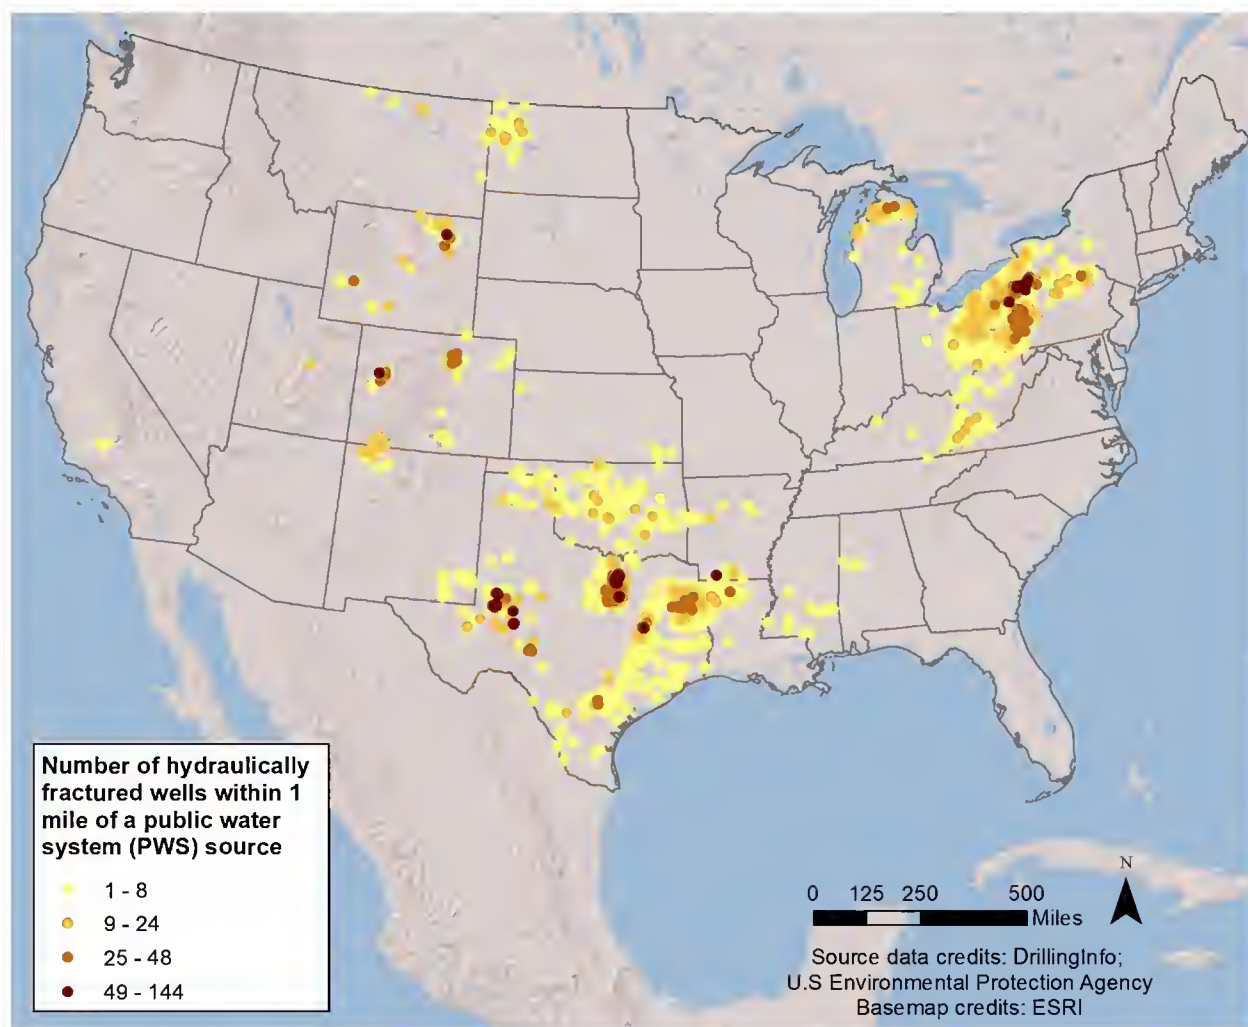 Number of hydraulically
fractured wells within 1
mile of a public water
system (PWS) source
1 - 8
9 - 24
25 - 48
49 - 144
N
0 125 250 500
Miles
Source data credits: DrillingInfo;
U.S Environmental Protection Agency
Basemap credits: ESRI